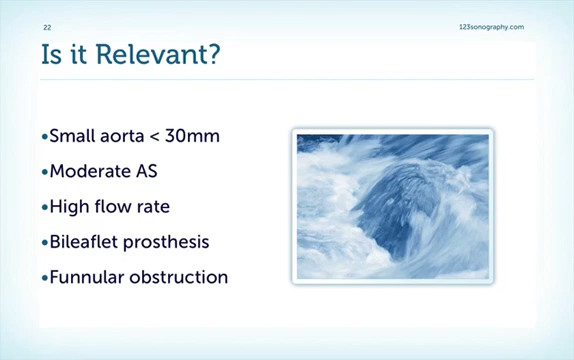 22
123sonography.com
Is it Relevant?
•Small aorta < 30mm
•Moderate AS
•High flow rate
•Bileaflet prosthesis
•Funnular obstruction